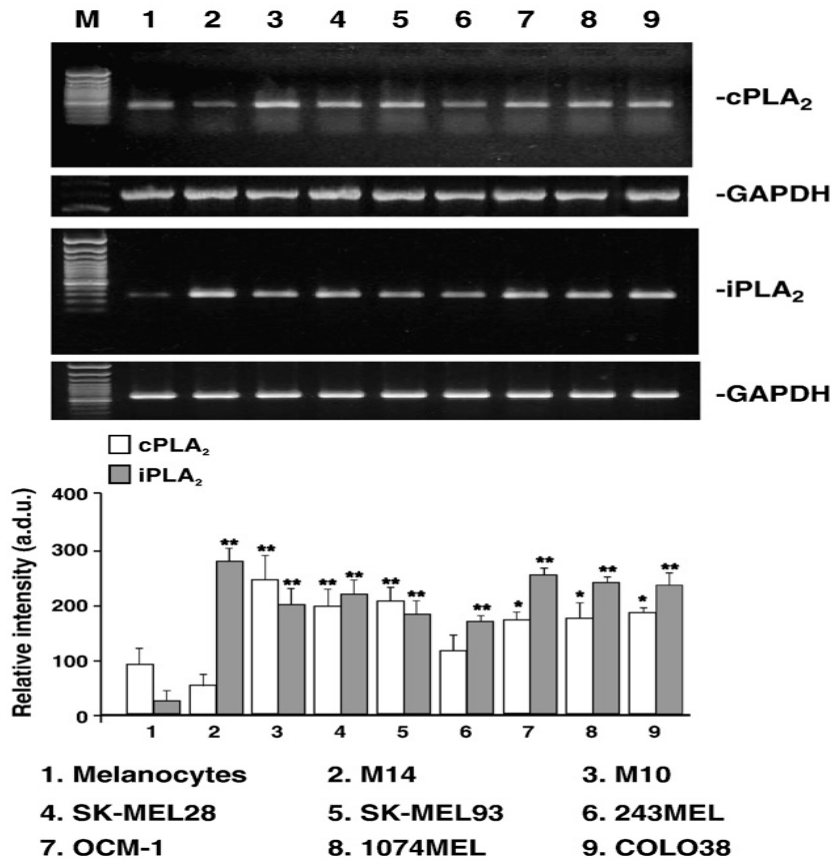 M 1 2 3 4 5 6 7 8 9
-cPLA₂
-GAPDH
-iPLA₂
-GAPDH
cPLA₂
iPLA₂
Relative intensity (a.d.u.)
400
300
200
100
0
** ** ** ** ** ** ** ** * ** * ** * **
1 2 3 4 5 6 7 8 9
1. Melanocytes 2. M14 3. M10
4. SK-MEL28 5. SK-MEL93 6. 243MEL
7. OCM-1 8. 1074MEL 9. COLO38